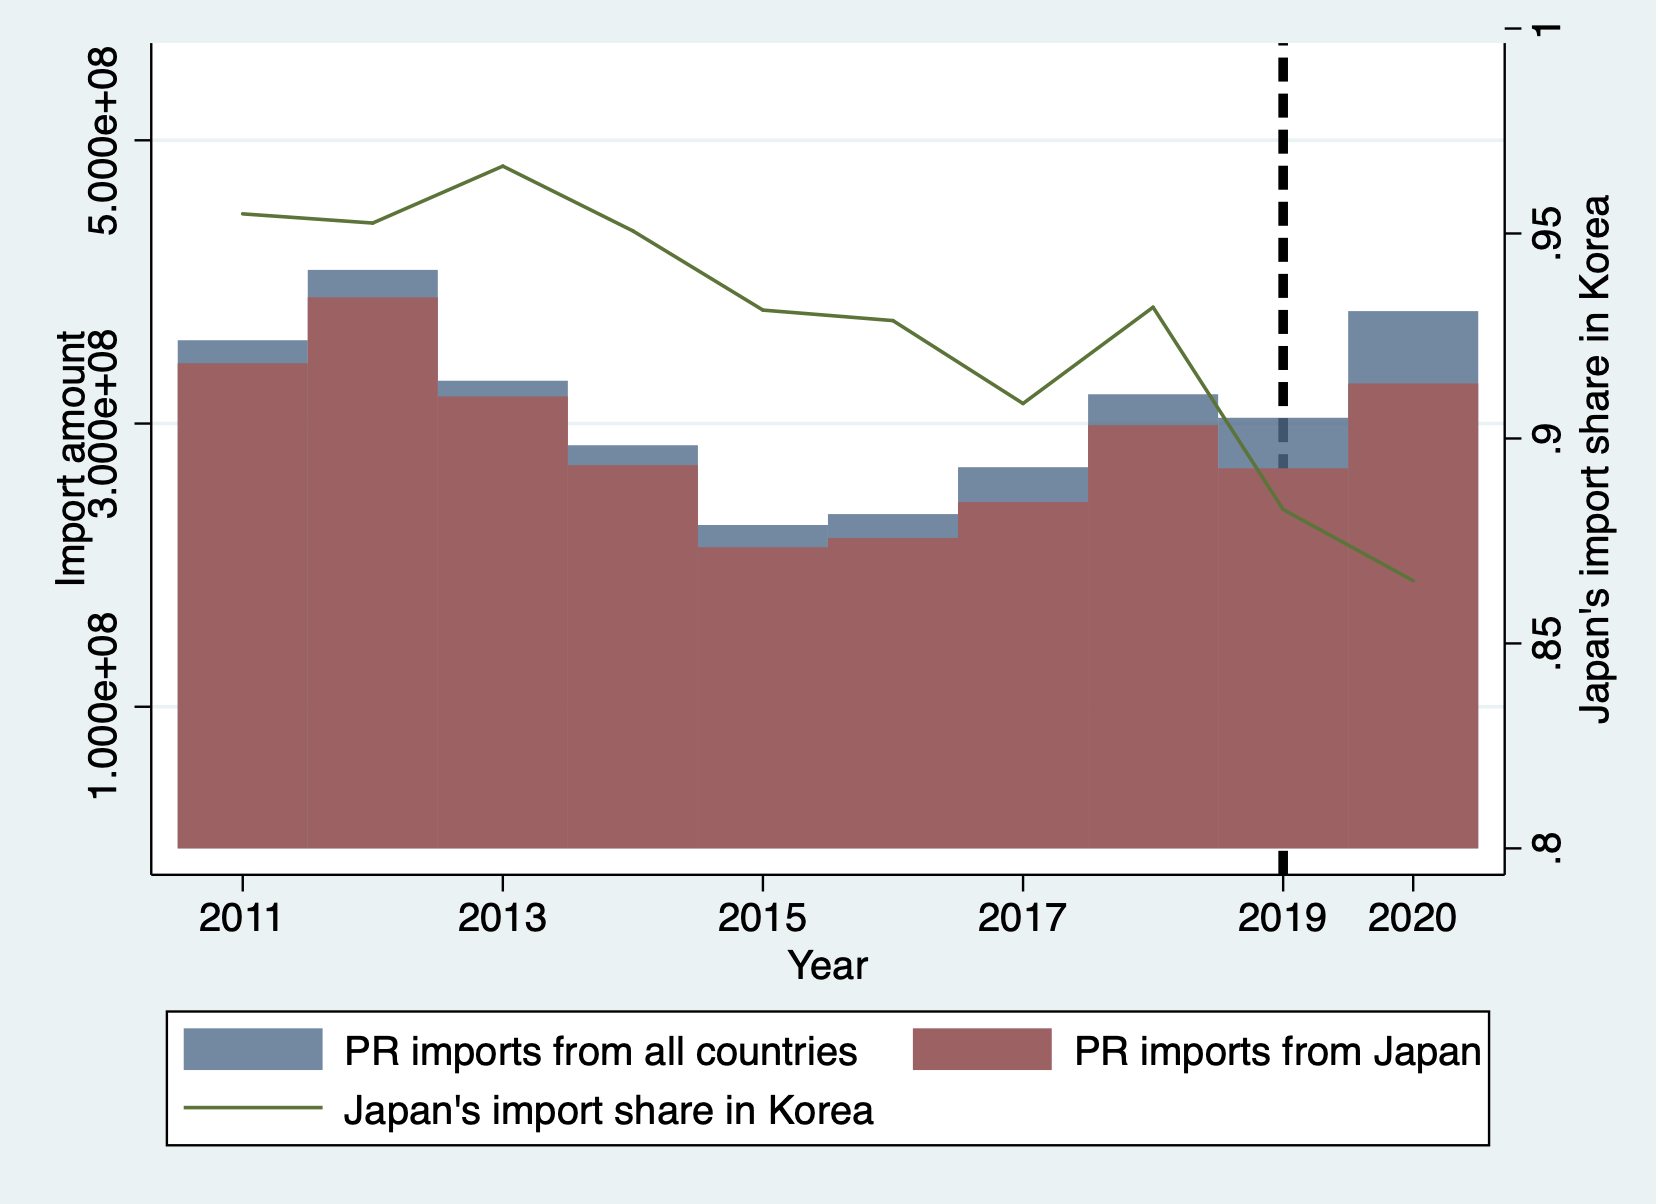 Import amount
5.000e+08
3.000e+08
1.000e+08
1
.95
.9
.85
.8
Japan's import share in Korea
2011 2013 2015 2017 2019 2020
Year
PR imports from all countries PR imports from Japan
Japan's import share in Korea